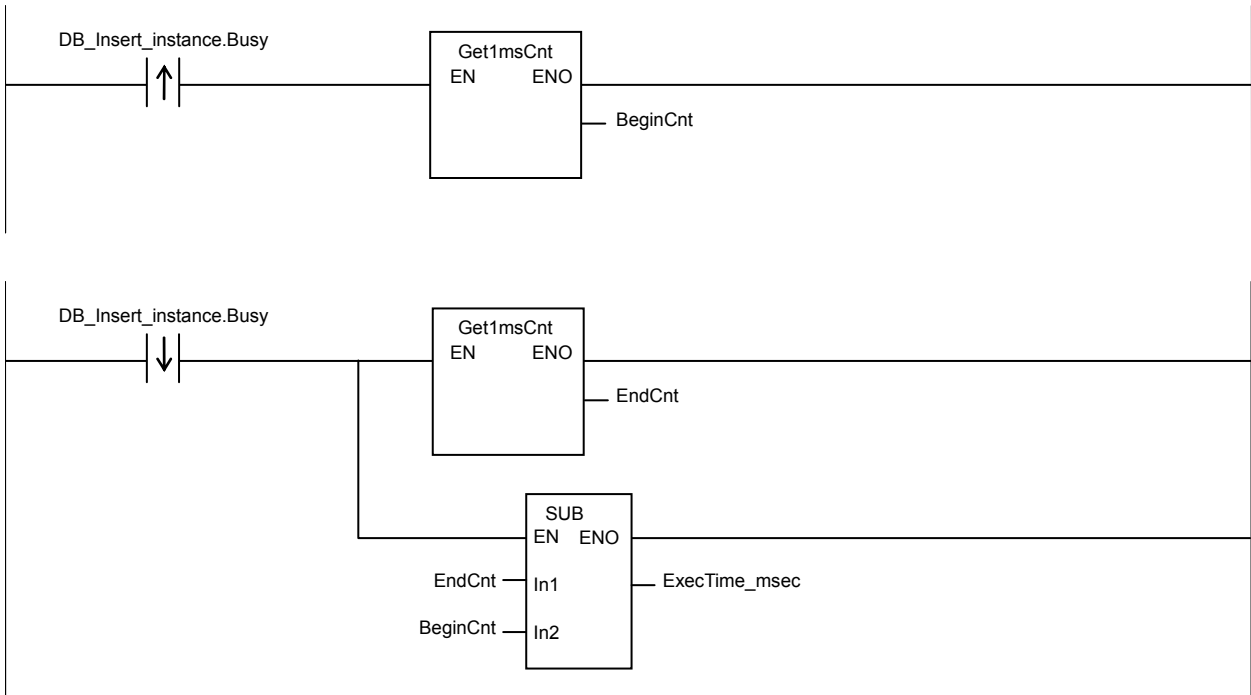 DB_Insert_instance.Busy
Get1msCnt
EN ENO
BeginCnt
DB_Insert_instance.Busy
Get1msCnt
EN ENO
EndCnt
SUB
EN ENO
EndCnt In1 ExecTime_msec
BeginCnt In2